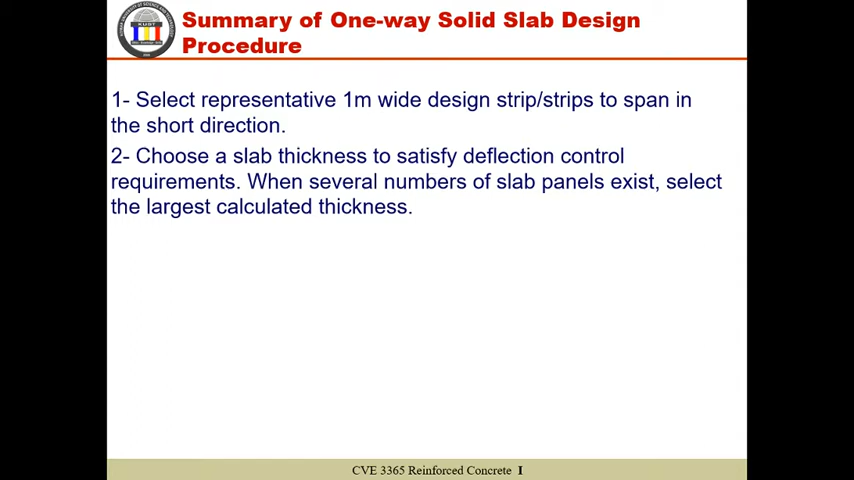 KUST
Summary of One-way Solid Slab Design
Procedure
1- Select representative 1m wide design strip/strips to span in
the short direction.
2- Choose a slab thickness to satisfy deflection control
requirements. When several numbers of slab panels exist, select
the largest calculated thickness.
CVE 3365 Reinforced Concrete I